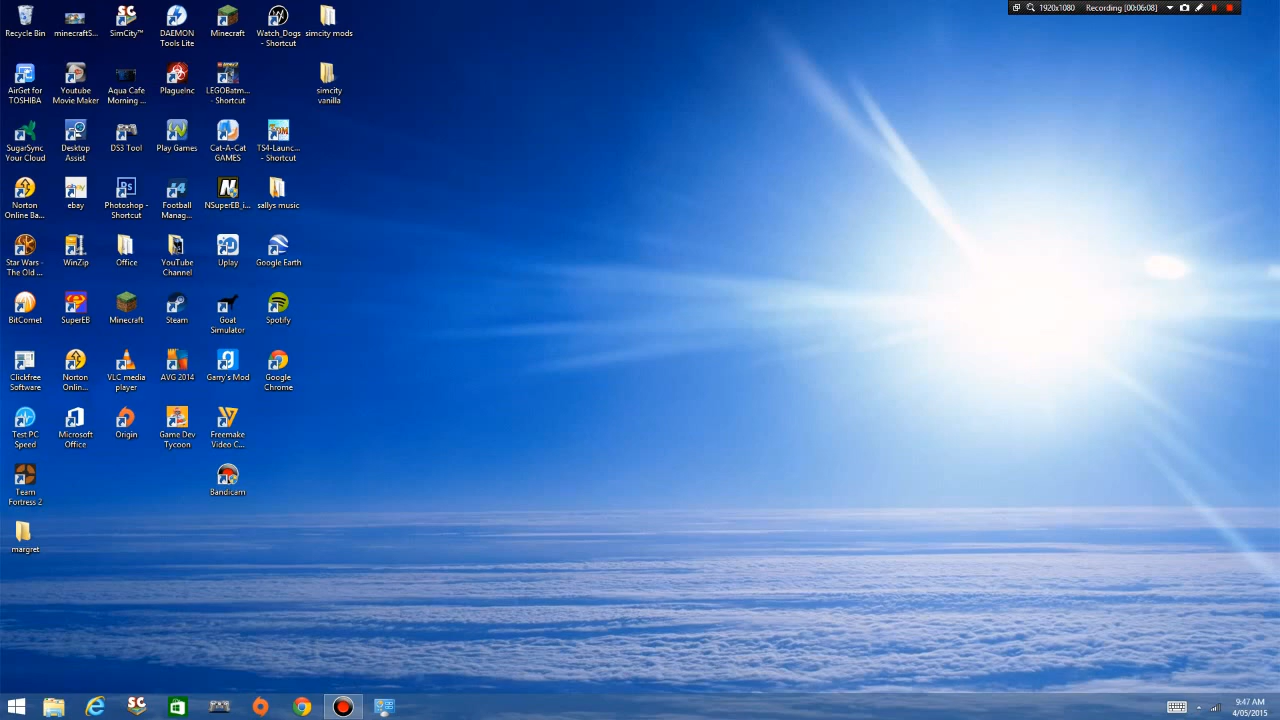 1920x1080 Recording [00:06:08]
Recycle Bin
minecraftS...
SimCity™
DAEMON
Tools Lite
Minecraft
Watch_Dogs
- Shortcut
simcity mods
AirGet for
TOSHIBA
Youtube
Movie Maker
Aqua Cafe
Morning ...
PlagueInc
LEGOBatm...
- Shortcut
simcity
vanilla
SugarSync
Your Cloud
Desktop
Assist
DS3 Tool
Play Games
Cat-A-Cat
GAMES
TS4-Launc...
- Shortcut
Norton
Online Ba...
ebay
Photoshop -
Shortcut
Football
Manag...
NSuperEB_i...
sallys music
Star Wars -
The Old ...
WinZip
Office
YouTube
Channel
Uplay
Google Earth
BitComet
SuperEB
Minecraft
Steam
Goat
Simulator
Spotify
Clickfree
Software
Norton
Onlin...
VLC media
player
AVG 2014
Garry's Mod
Google
Chrome
Test PC
Speed
Microsoft
Office
Origin
Game Dev
Tycoon
Freemake
Video C...
Team
Fortress 2
Bandicam
margret
9:47 AM
4/05/2015